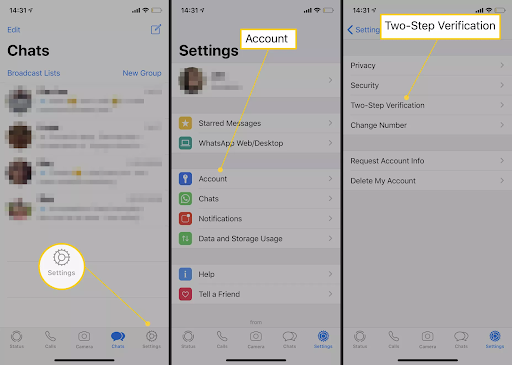 14:31
Edit
Chats
Broadcast Lists
New Group
Settings
Status
Calls
Camera
Chats
Settings
14:31
Settings
Account
Starred Messages
WhatsApp Web/Desktop
Account
Chats
Notifications
Data and Storage Usage
Help
Tell a Friend
from
Status
Calls
Camera
Chats
Settings
14:31
Setting
Two-Step Verification
Privacy
Security
Two-Step Verification
Change Number
Request Account Info
Delete My Account
Status
Calls
Camera
Chats
Settings